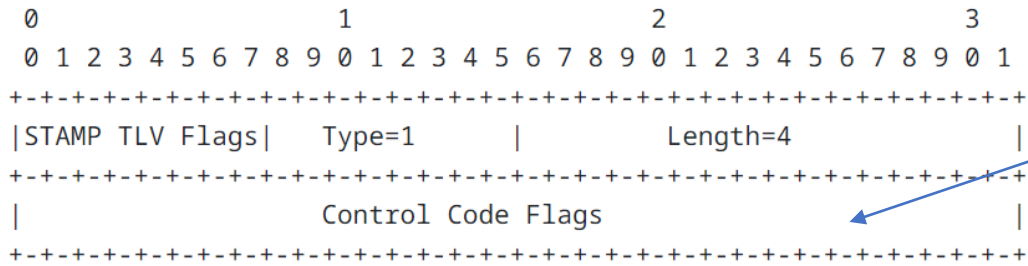 0                   1                   2                   3
 0 1 2 3 4 5 6 7 8 9 0 1 2 3 4 5 6 7 8 9 0 1 2 3 4 5 6 7 8 9 0 1
+-+-+-+-+-+-+-+-+-+-+-+-+-+-+-+-+-+-+-+-+-+-+-+-+-+-+-+-+-+-+-+-+
|STAMP TLV Flags|   Type=1      |         Length=4              |
+-+-+-+-+-+-+-+-+-+-+-+-+-+-+-+-+-+-+-+-+-+-+-+-+-+-+-+-+-+-+-+-+
|                   Control Code Flags                          |
+-+-+-+-+-+-+-+-+-+-+-+-+-+-+-+-+-+-+-+-+-+-+-+-+-+-+-+-+-+-+-+-+